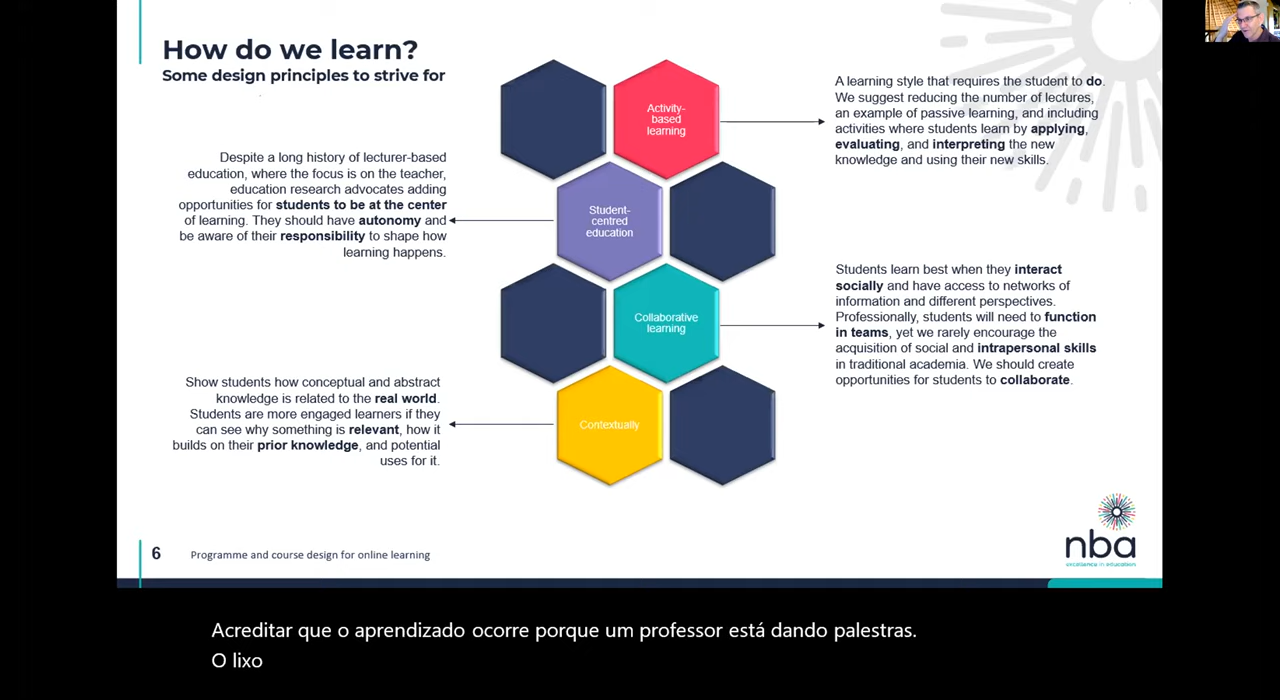 How do we learn?
Some design principles to strive for
Activity-
based
learning
A learning style that requires the student to do.
We suggest reducing the number of lectures,
an example of passive learning, and including
activities where students learn by applying,
evaluating, and interpreting the new
knowledge and using their new skills.
Despite a long history of lecturer-based
education, where the focus is on the teacher,
education research advocates adding
opportunities for students to be at the center
of learning. They should have autonomy and
be aware of their responsibility to shape how
learning happens.
Student-
centred
education
Collaborative
learning
Students learn best when they interact
socially and have access to networks of
information and different perspectives.
Professionally, students will need to function
in teams, yet we rarely encourage the
acquisition of social and intrapersonal skills
in traditional academia. We should create
opportunities for students to collaborate.
Show students how conceptual and abstract
knowledge is related to the real world.
Students are more engaged learners if they
can see why something is relevant, how it
builds on their prior knowledge, and potential
uses for it.
Contextually
6 Programme and course design for online learning
nba
excellence in education
Acreditar que o aprendizado ocorre porque um professor está dando palestras.
O lixo